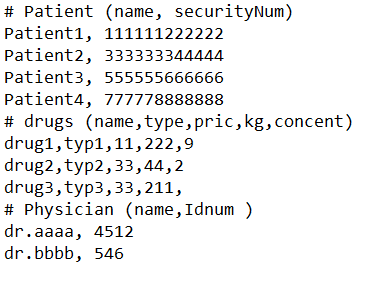 # Patient (name, securityNum)
Patient1, 111111222222
Patient2, 333333344444
Patient3, 555555666666
Patient4, 777778888888
# drugs (name,type,pric,kg,concent)
drug1,typ1,11,222,9
drug2,typ2,33,44,2
drug3,typ3,33,211,
# Physician (name,Idnum )
dr.aaaa, 4512
dr.bbbb, 546